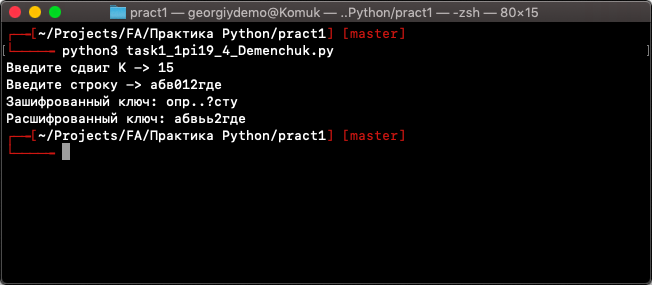 pract1 — georgiydemo@Komuk — ..Python/pract1 — -zsh — 80×15
[~/Projects/FA/Практика Python/pract1] [master]
python3 task1_1pi19_4_Demenchuk.py
Введите сдвиг K -> 15
Введите строку -> абв012где
Зашифрованный ключ: опр..?сту
Расшифрованный ключ: абвьь2где
[~/Projects/FA/Практика Python/pract1] [master]